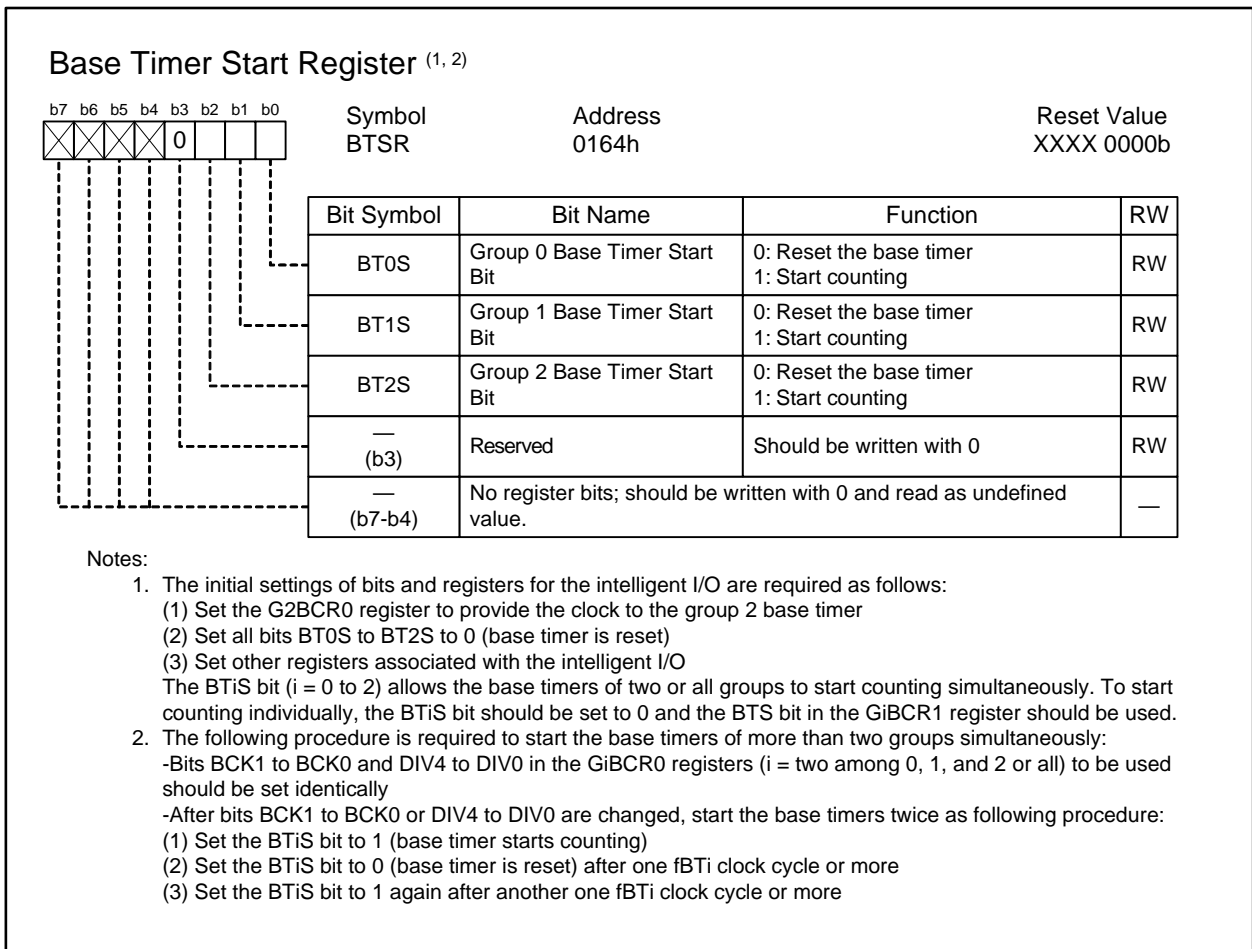 Base Timer Start Register (1, 2)
b7 b6 b5 b4 b3 b2 b1 b0
0
Symbol Address Reset Value
BTSR 0164h XXXX 0000b
Bit Symbol Bit Name Function RW
BT0S Group 0 Base Timer Start Bit 0: Reset the base timer 1: Start counting RW
BT1S Group 1 Base Timer Start Bit 0: Reset the base timer 1: Start counting RW
BT2S Group 2 Base Timer Start Bit 0: Reset the base timer 1: Start counting RW
— (b3) Reserved Should be written with 0 RW
— (b7-b4) No register bits; should be written with 0 and read as undefined value. —
Notes:
1. The initial settings of bits and registers for the intelligent I/O are required as follows:
(1) Set the G2BCR0 register to provide the clock to the group 2 base timer
(2) Set all bits BT0S to BT2S to 0 (base timer is reset)
(3) Set other registers associated with the intelligent I/O
The BTiS bit (i = 0 to 2) allows the base timers of two or all groups to start counting simultaneously. To start
counting individually, the BTiS bit should be set to 0 and the BTS bit in the GiBCR1 register should be used.
2. The following procedure is required to start the base timers of more than two groups simultaneously:
-Bits BCK1 to BCK0 and DIV4 to DIV0 in the GiBCR0 registers (i = two among 0, 1, and 2 or all) to be used
should be set identically
-After bits BCK1 to BCK0 or DIV4 to DIV0 are changed, start the base timers twice as following procedure:
(1) Set the BTiS bit to 1 (base timer starts counting)
(2) Set the BTiS bit to 0 (base timer is reset) after one fBTi clock cycle or more
(3) Set the BTiS bit to 1 again after another one fBTi clock cycle or more